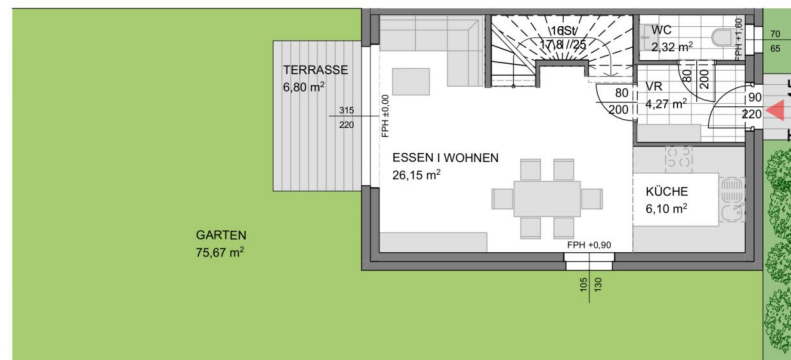 16St
17,8 / 25
WC
2,32 m²
FPH +1,60
70
65
TERRASSE
6,80 m²
315
220
FPH ±0,00
80
200
VR
4,27 m²
80
200
90
220
ESSEN I WOHNEN
26,15 m²
KÜCHE
6,10 m²
GARTEN
75,67 m²
FPH +0,90
105
130